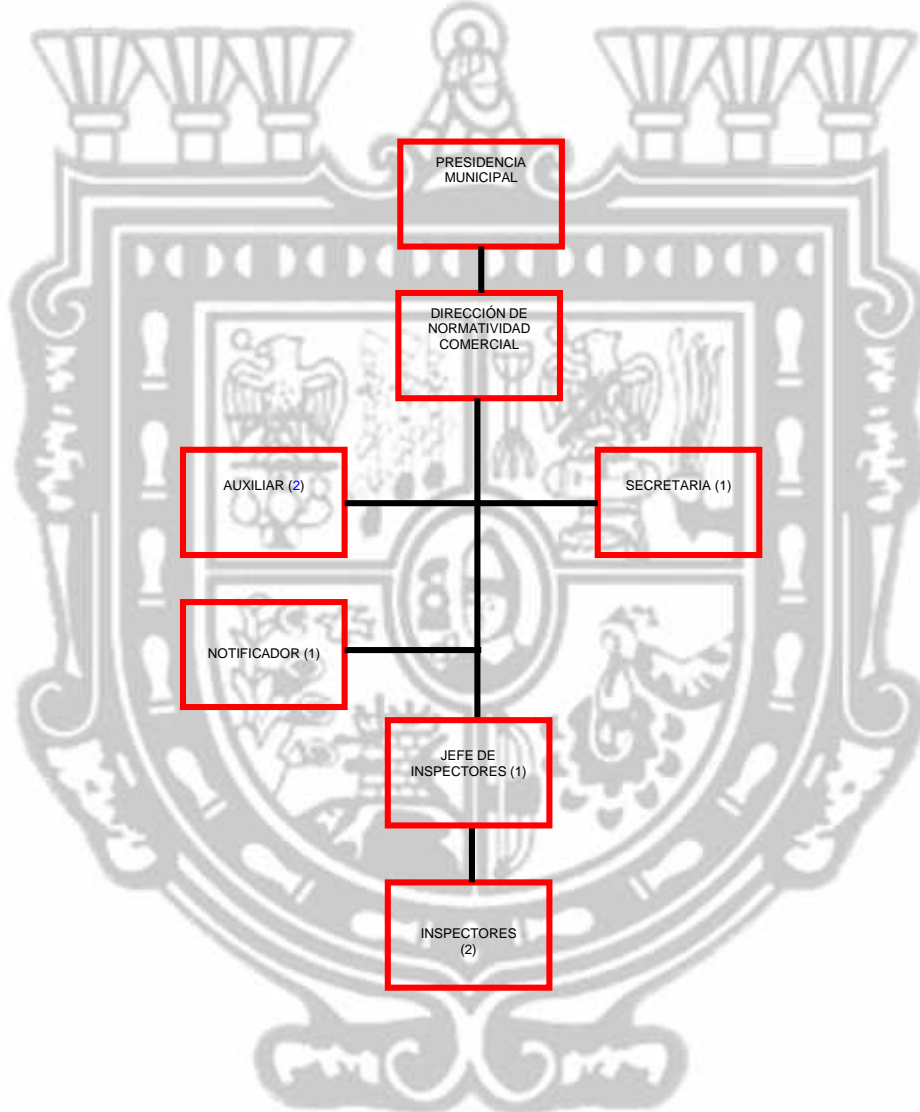 PRESIDENCIA
MUNICIPAL
DIRECCIÓN DE
NORMATIVIDAD
COMERCIAL
AUXILIAR (2)
SECRETARIA (1)
NOTIFICADOR (1)
JEFE DE
INSPECTORES (1)
INSPECTORES
(2)